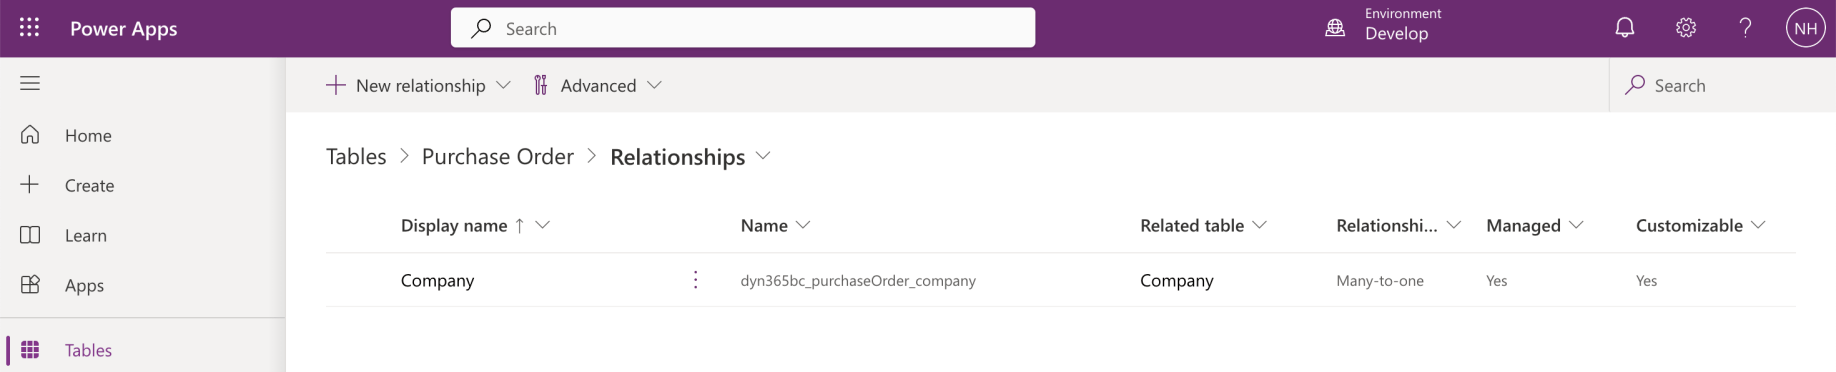 Power Apps
Search
Environment
Develop
NH
New relationship
Advanced
Search
Home
Create
Learn
Apps
Tables
Tables > Purchase Order > Relationships
Display name ↑ Name Related table Relationshi... Managed Customizable
Company dyn365bc_purchaseOrder_company Company Many-to-one Yes Yes